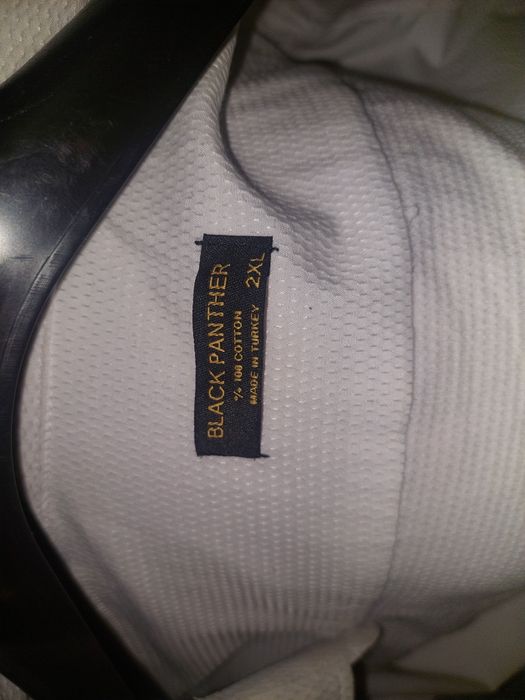 BLACK PANTHER
% 100 COTTON
MADE IN TURKEY 2XL